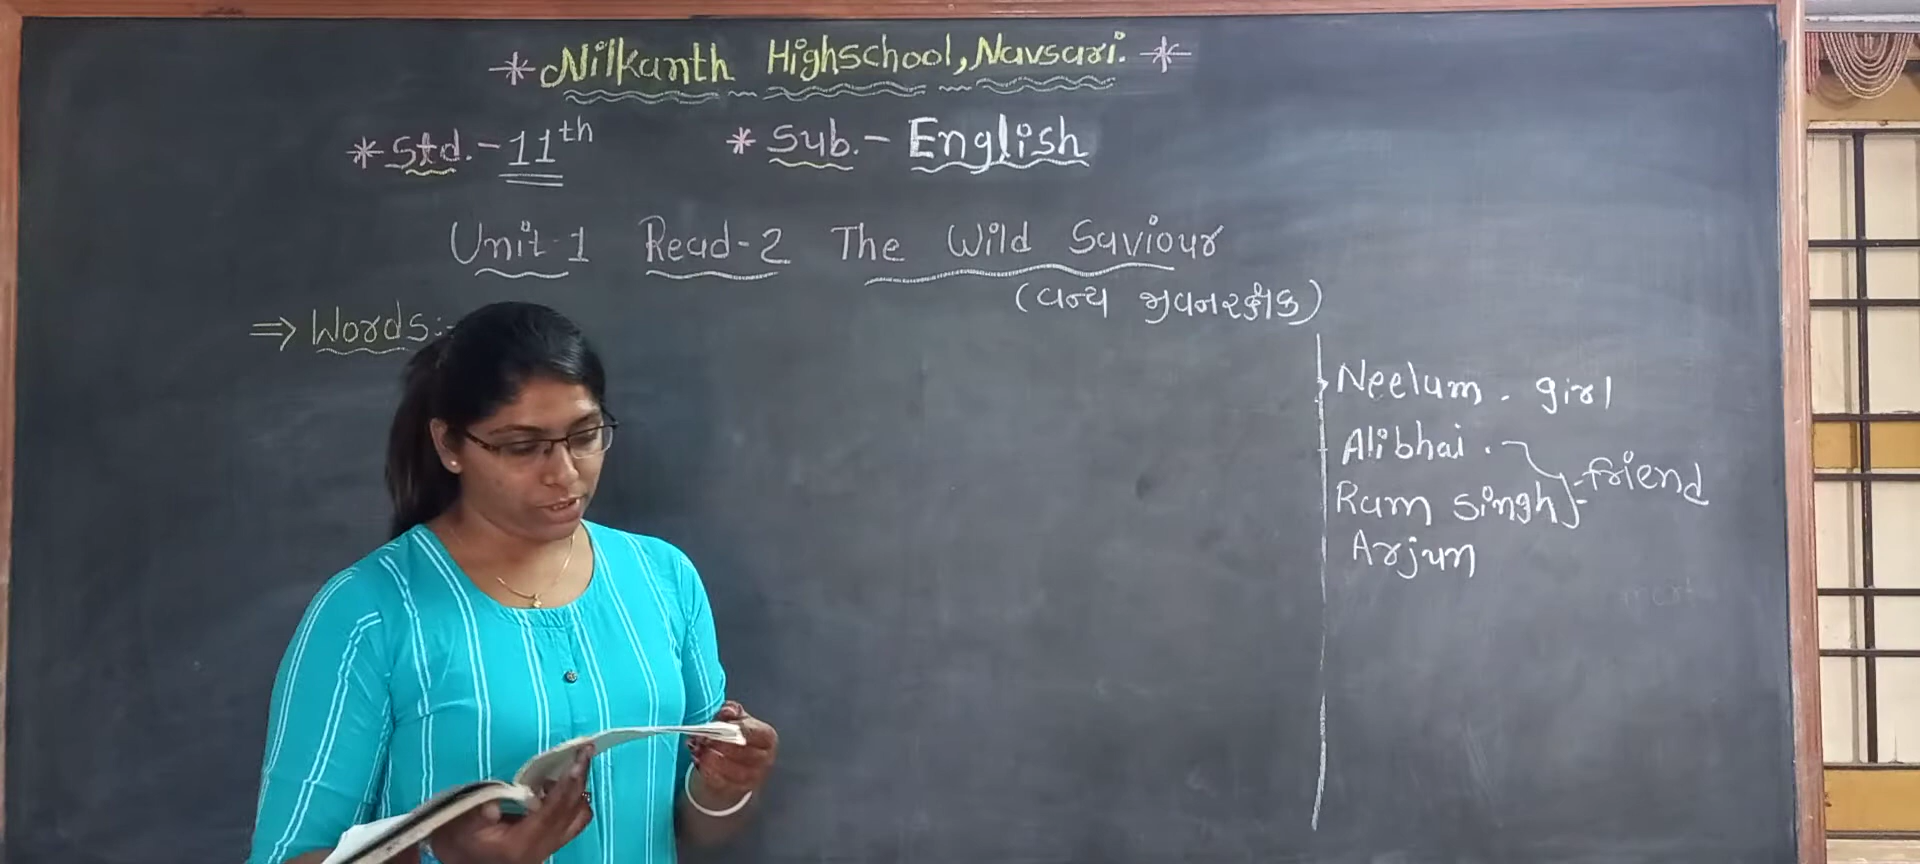 * Nilkanth Highschool, Navsari. *
* Std. - 11th * Sub. - English
Unit-1 Read-2 The Wild Saviour
(વન્ય જીવનરક્ષક)
⇒ Words:-
Neelum . girl
Alibhai .
Ram singh - friend
Arjun